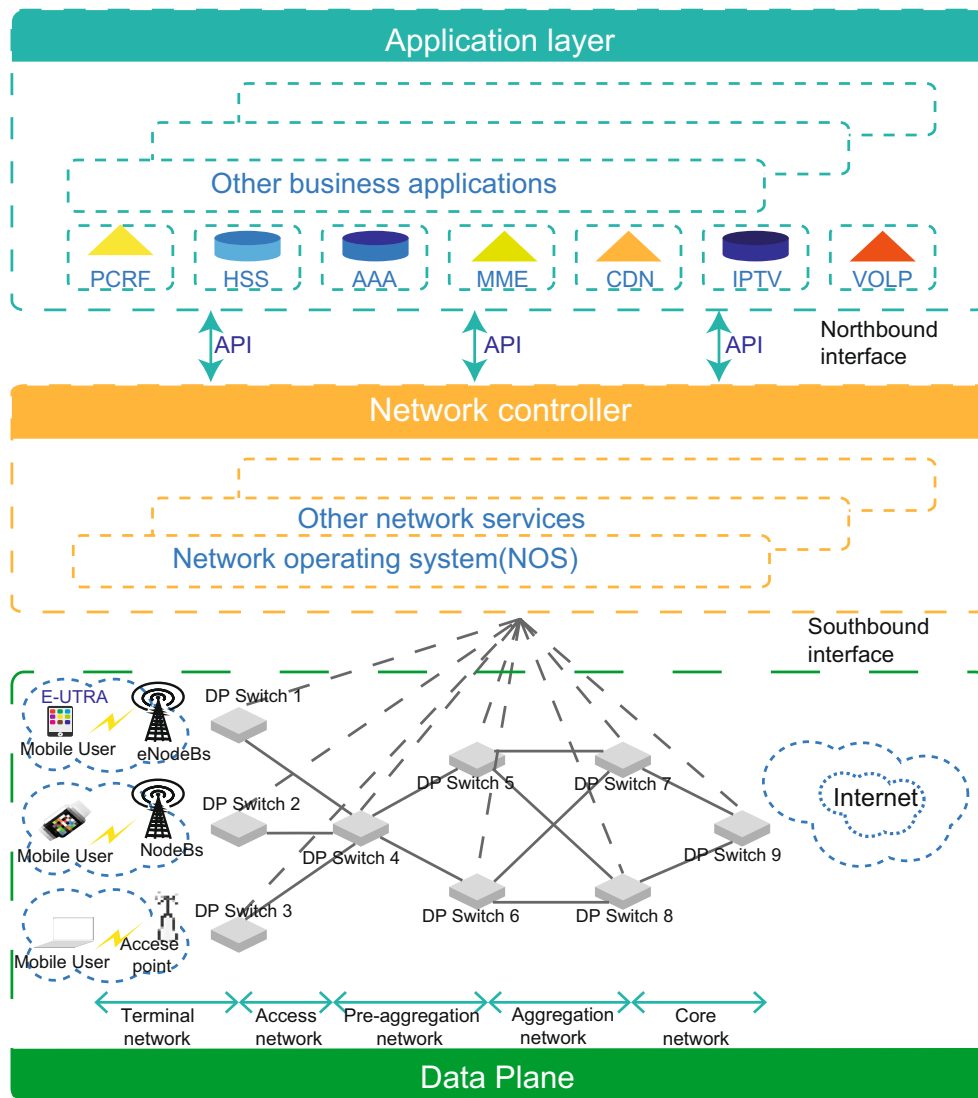 Application layer
Other business applications
PCRF
HSS
AAA
MME
CDN
IPTV
VOLP
API
API
API
Northbound
interface
Network controller
Other network services
Network operating system(NOS)
Southbound
interface
E-UTRA
Mobile User
eNodeBs
DP Switch 1
Mobile User
NodeBs
DP Switch 2
Mobile User
Accese
point
DP Switch 3
DP Switch 4
DP Switch 5
DP Switch 6
DP Switch 7
DP Switch 8
DP Switch 9
Internet
Terminal
network
Access
network
Pre-aggregation
network
Aggregation
network
Core
network
Data Plane